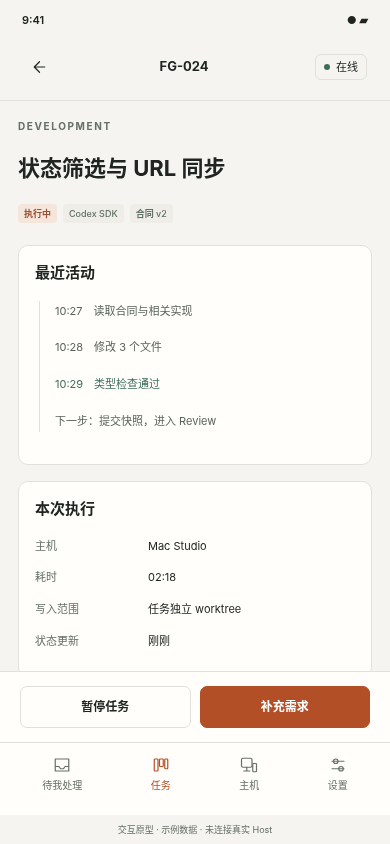 9:41
FG-024
在线
DEVELOPMENT
状态筛选与 URL 同步
执行中 Codex SDK 合同 v2
最近活动
10:27 读取合同与相关实现
10:28 修改 3 个文件
10:29 类型检查通过
下一步：提交快照，进入 Review
本次执行
主机 Mac Studio
耗时 02:18
写入范围 任务独立 worktree
状态更新 刚刚
暂停任务 补充需求
待我处理 任务 主机 设置
交互原型 · 示例数据 · 未连接真实 Host